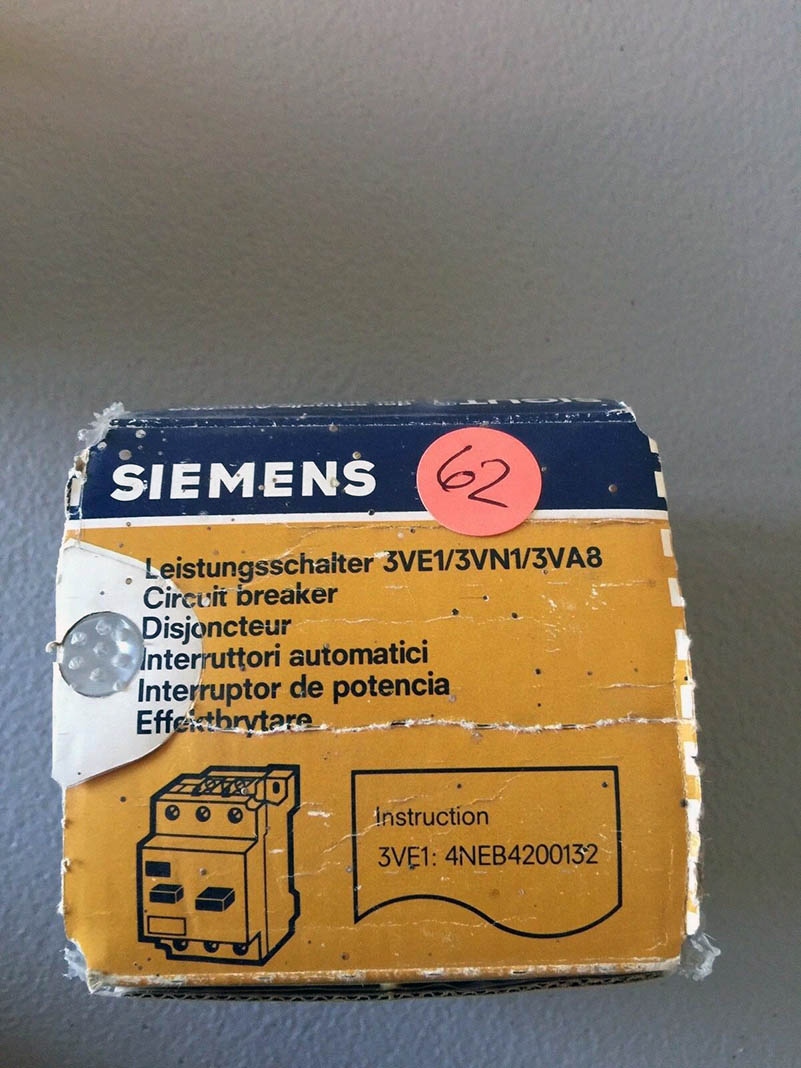 SIEMENS
62
Leistungsschalter 3VE1/3VN1/3VA8
Circuit breaker
Disjoncteur
Interruttori automatici
Interruptor de potencia
Effektbrytare
Instruction
3VE1: 4NEB4200132